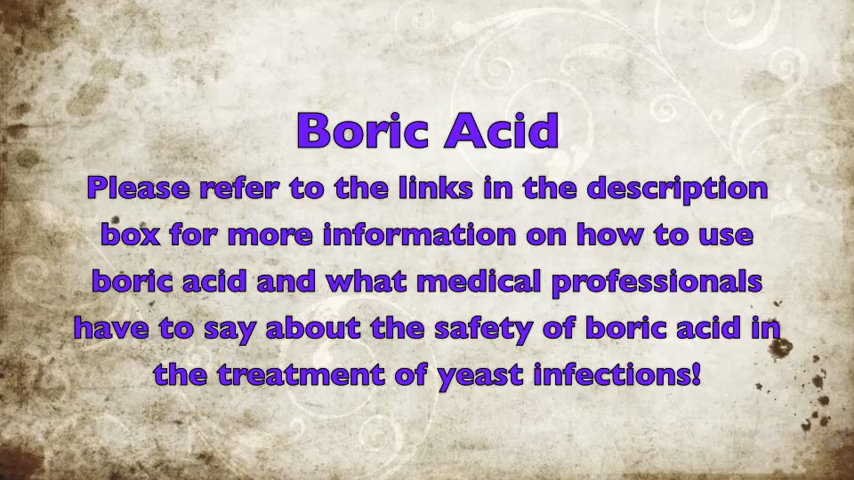 Boric Acid
Please refer to the links in the description
box for more information on how to use
boric acid and what medical professionals
have to say about the safety of boric acid in
the treatment of yeast infections!